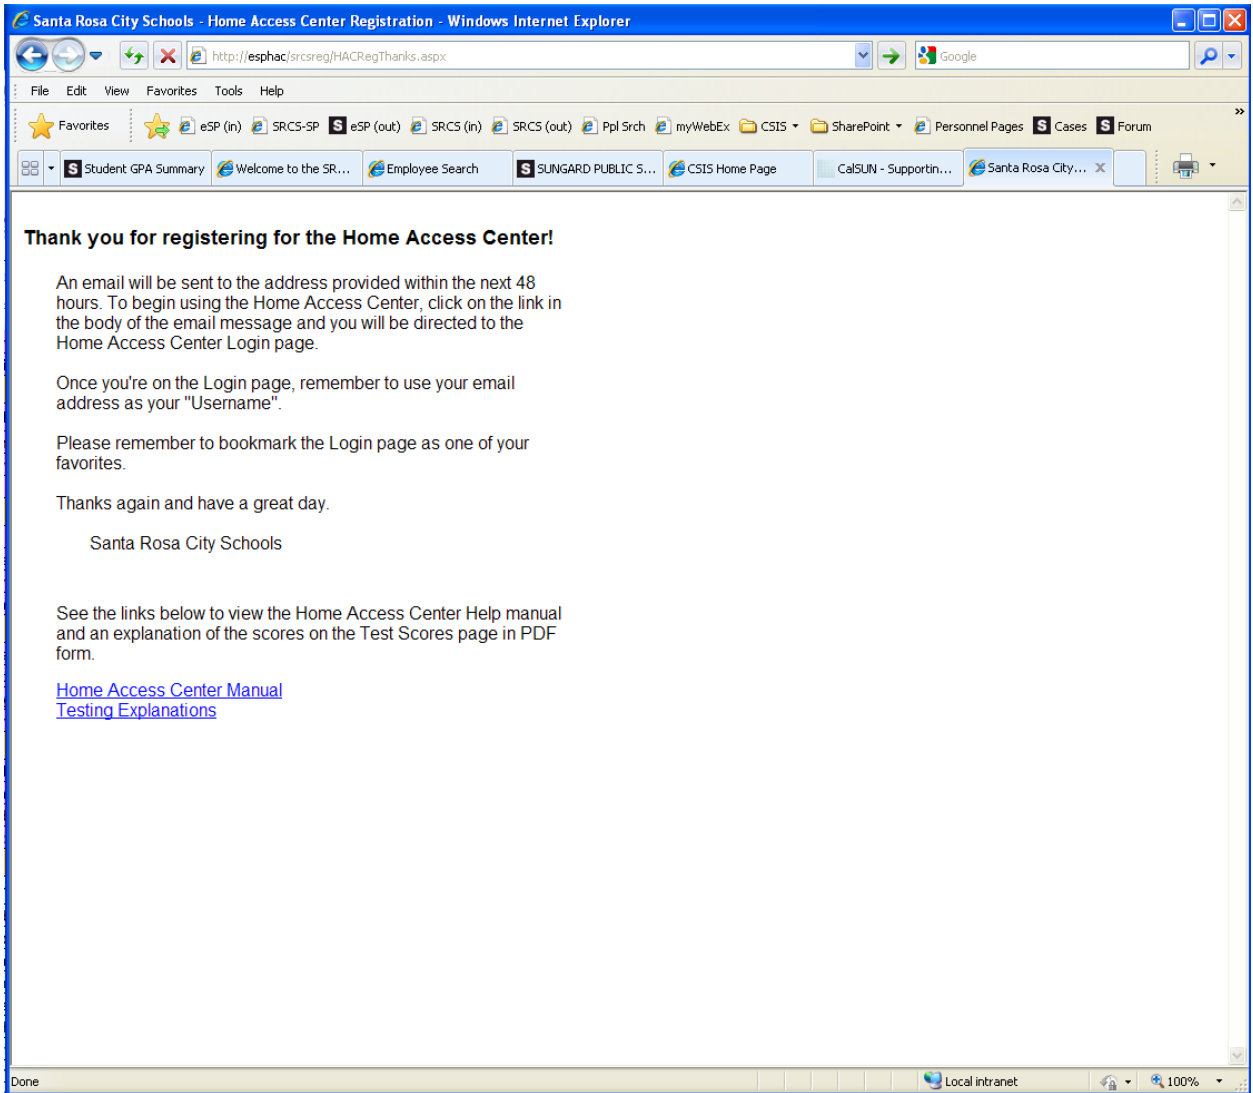 Santa Rosa City Schools - Home Access Center Registration - Windows Internet Explorer
http://esphac/srcsreg/HACRegThanks.aspx
Google
File Edit View Favorites Tools Help
Favorites eSP (in) SRCS-SP eSP (out) SRCS (in) SRCS (out) Ppl Srch myWebEx CSIS SharePoint Personnel Pages Cases Forum
Student GPA Summary Welcome to the SR... Employee Search SUNGARD PUBLIC S... CSIS Home Page CalSUN - Supportin... Santa Rosa City...
Thank you for registering for the Home Access Center!
An email will be sent to the address provided within the next 48
hours. To begin using the Home Access Center, click on the link in
the body of the email message and you will be directed to the
Home Access Center Login page.
Once you're on the Login page, remember to use your email
address as your "Username".
Please remember to bookmark the Login page as one of your
favorites.
Thanks again and have a great day.
Santa Rosa City Schools
See the links below to view the Home Access Center Help manual
and an explanation of the scores on the Test Scores page in PDF
form.
Home Access Center Manual
Testing Explanations
Done Local intranet 100%